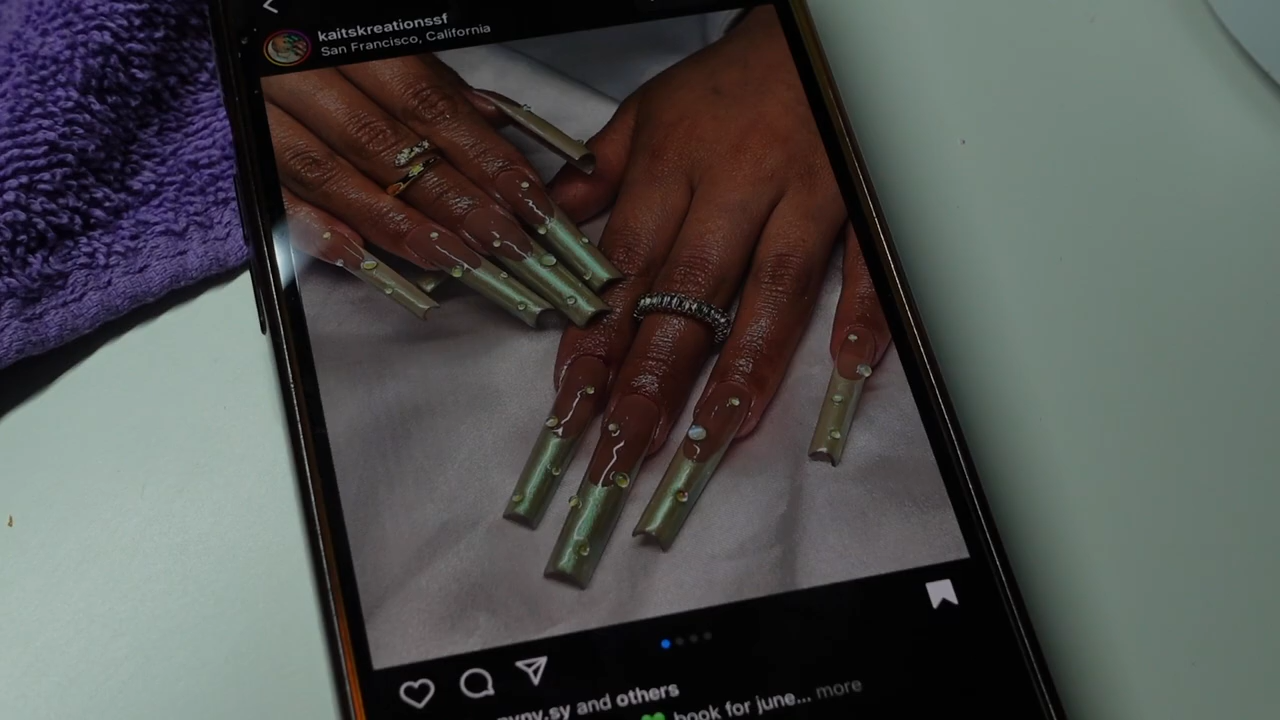 kaitskreationssf
San Francisco, California
and others
book for june... more